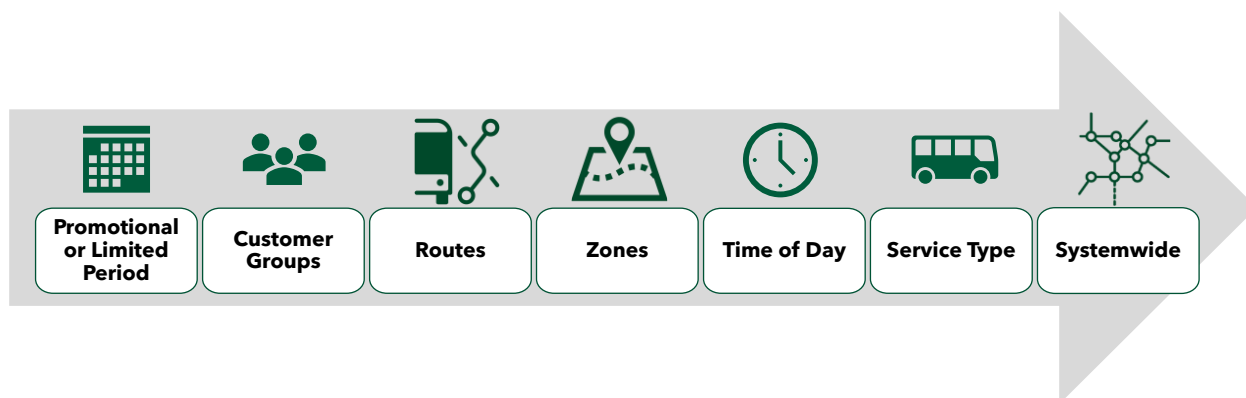 Promotional
or Limited
Period
Customer
Groups
Routes
Zones
Time of Day
Service Type
Systemwide